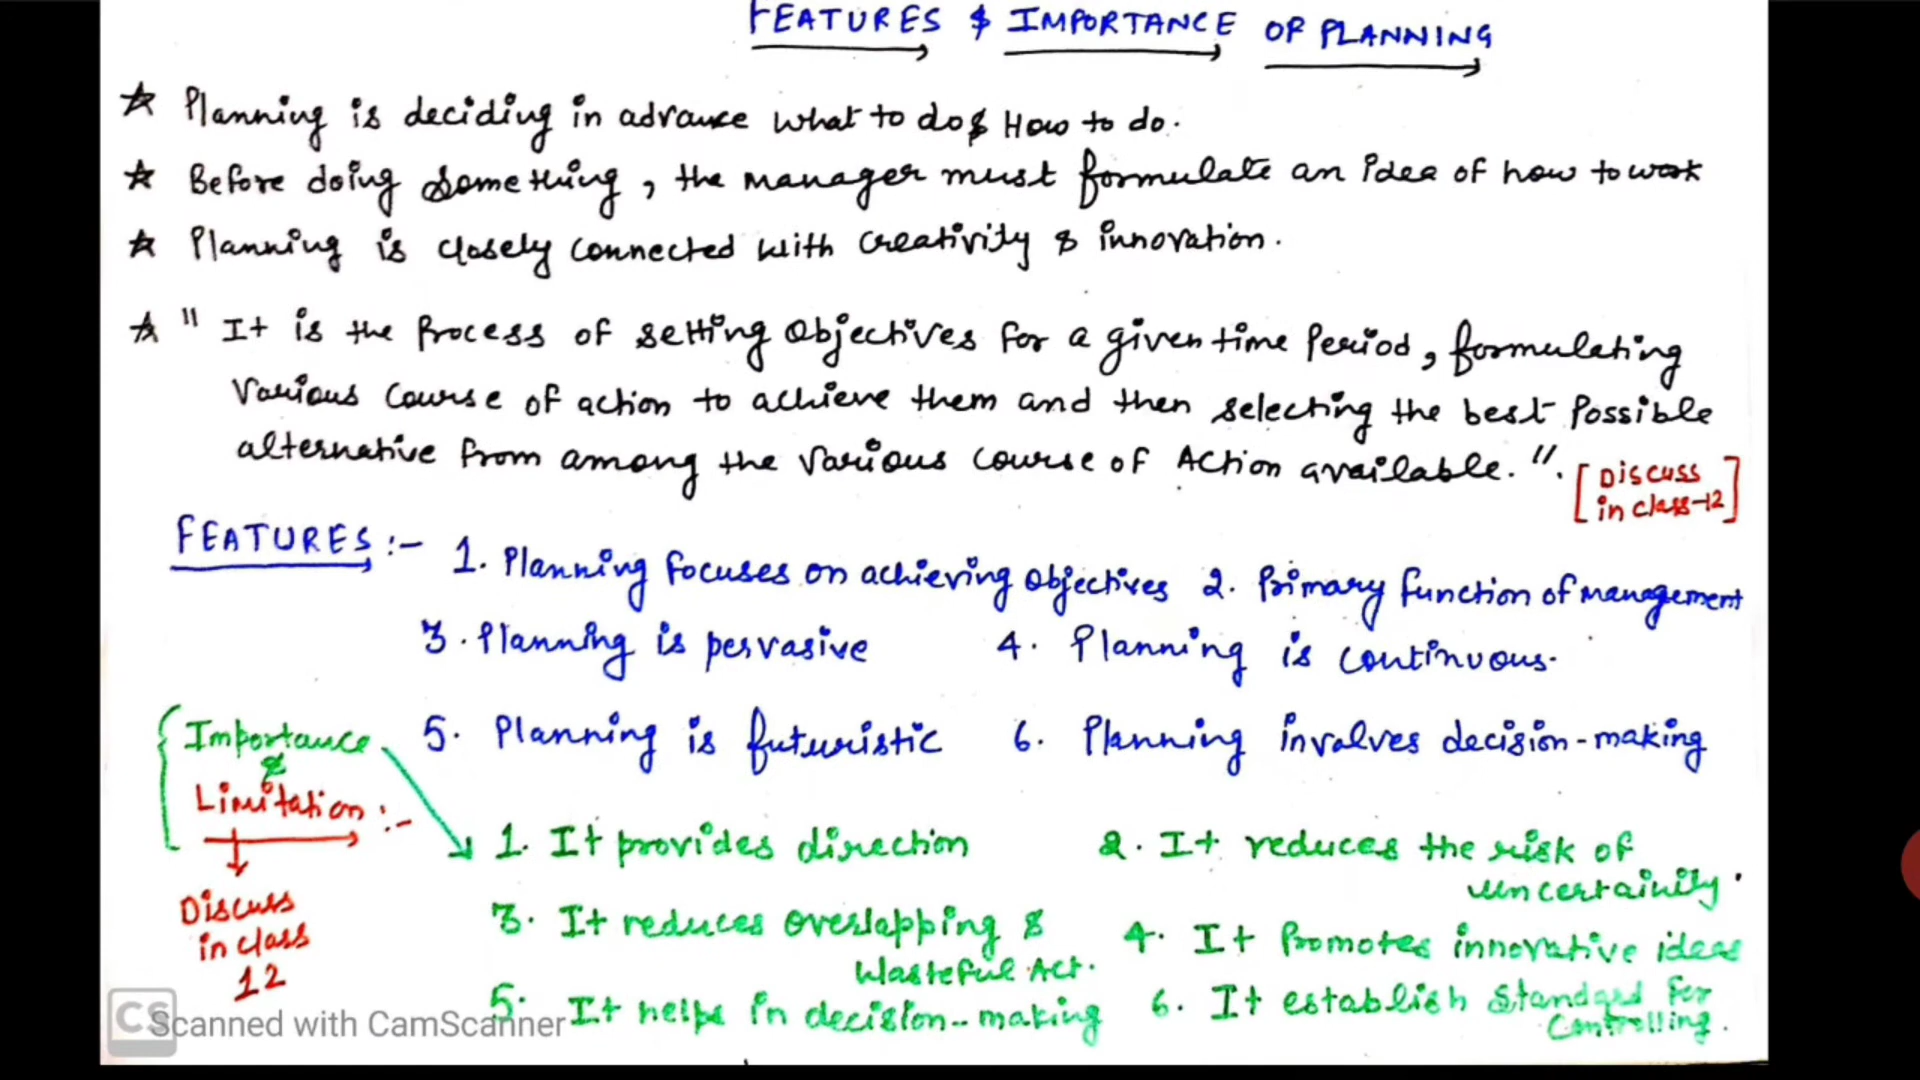 FEATURES & IMPORTANCE OF PLANNING
☆ Planning is deciding in advance what to do & How to do.
☆ Before doing something, the manager must formulate an idea of how to work
☆ Planning is closely connected with creativity & innovation.
☆ " It is the Process of setting objectives for a given time Period, formulating
various course of action to achieve them and then selecting the best Possible
alternative from among the various course of Action available.". [Discuss
in class-12]
FEATURES :- 1. Planning focuses on achieving objectives 2. Primary function of management
3. Planning is pervasive 4. Planning is continuous.
5. Planning is futuristic 6. Planning involves decision-making
Importance
&
Limitation :-
Discuss
in class
12
1. It provides direction 2. It reduces the risk of
uncertainity.
3. It reduces overlapping &
wasteful Act.
4. It Promotes innovative ideas
5. It helps in decision-making 6. It establish standard for
controlling.
CS Scanned with CamScanner